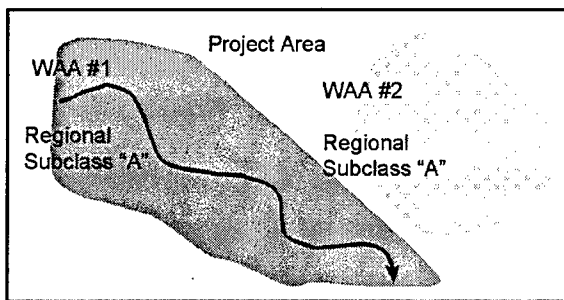 Project Area
WAA #1
Regional
Subclass "A"
WAA #2
Regional
Subclass "A"